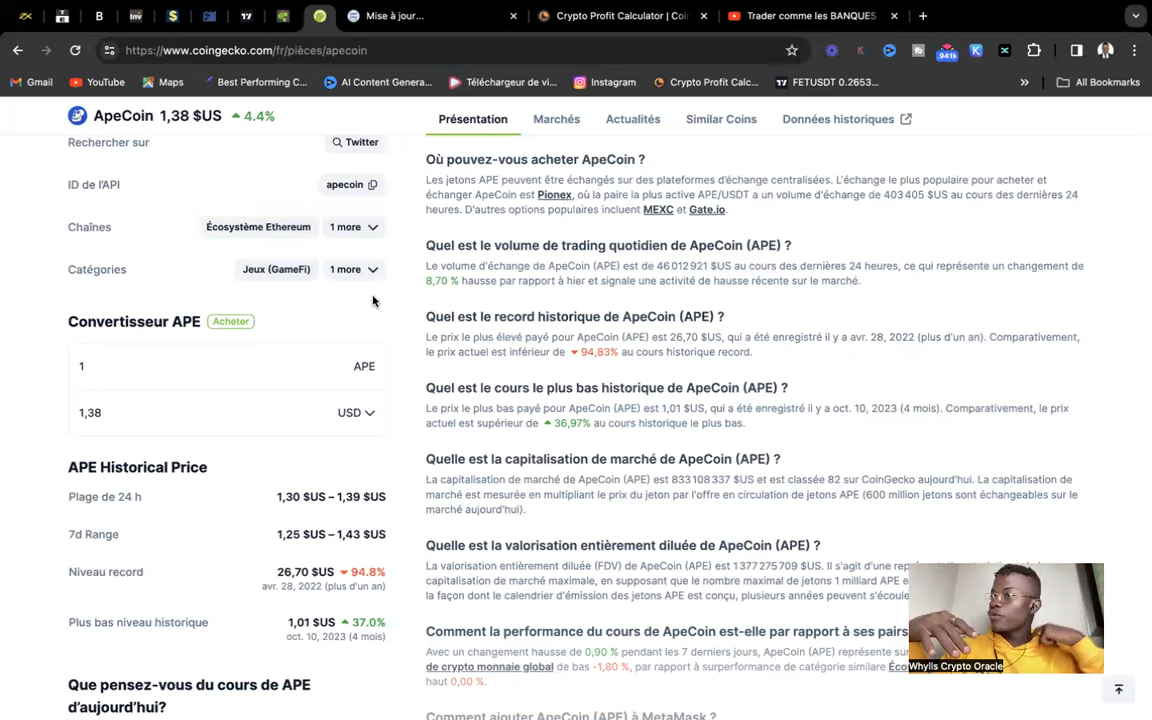 Mise à jour...
Crypto Profit Calculator | Coi
Trader comme les BANQUES
https://www.coingecko.com/fr/pièces/apecoin
.941k
Gmail
YouTube
Maps
Best Performing C...
AI Content Genera...
Téléchargeur de vi...
Instagram
Crypto Profit Calc...
FETUSDT 0.2653...
»
All Bookmarks
ApeCoin 1,38 $US 4.4%
Présentation
Marchés
Actualités
Similar Coins
Données historiques
Rechercher sur
Twitter
ID de l'API
apecoin
Chaînes
Écosystème Ethereum
1 more
Catégories
Jeux (GameFi)
1 more
Convertisseur APE
Acheter
1
APE
1,38
USD
APE Historical Price
Plage de 24 h
1,30 $US – 1,39 $US
7d Range
1,25 $US – 1,43 $US
Niveau record
26,70 $US 94.8%
avr. 28, 2022 (plus d'un an)
Plus bas niveau historique
1,01 $US 37.0%
oct. 10, 2023 (4 mois)
Que pensez-vous du cours de APE
d'aujourd'hui?
Où pouvez-vous acheter ApeCoin ?
Les jetons APE peuvent être échangés sur des plateformes d'échange centralisées. L'échange le plus populaire pour acheter et
échanger ApeCoin est Pionex, où la paire la plus active APE/USDT a un volume d'échange de 403 405 $US au cours des dernières 24
heures. D'autres options populaires incluent MEXC et Gate.io.
Quel est le volume de trading quotidien de ApeCoin (APE) ?
Le volume d'échange de ApeCoin (APE) est de 46 012 921 $US au cours des dernières 24 heures, ce qui représente un changement de
8,70 % hausse par rapport à hier et signale une activité de hausse récente sur le marché.
Quel est le record historique de ApeCoin (APE) ?
Le prix le plus élevé payé pour ApeCoin (APE) est 26,70 $US, qui a été enregistré il y a avr. 28, 2022 (plus d'un an). Comparativement,
le prix actuel est inférieur de 94,83% au cours historique record.
Quel est le cours le plus bas historique de ApeCoin (APE) ?
Le prix le plus bas payé pour ApeCoin (APE) est 1,01 $US, qui a été enregistré il y a oct. 10, 2023 (4 mois). Comparativement, le prix
actuel est supérieur de 36,97% au cours historique le plus bas.
Quelle est la capitalisation de marché de ApeCoin (APE) ?
La capitalisation de marché de ApeCoin (APE) est 833 108 337 $US et est classée 82 sur CoinGecko aujourd'hui. La capitalisation de
marché est mesurée en multipliant le prix du jeton par l'offre en circulation de jetons APE (600 million jetons sont échangeables sur le
marché aujourd'hui).
Quelle est la valorisation entièrement diluée de ApeCoin (APE) ?
La valorisation entièrement diluée (FDV) de ApeCoin (APE) est 1 377 275 709 $US. Il s'agit d'une
capitalisation de marché maximale, en supposant que le nombre maximal de jetons 1 milliard APE
la façon dont le calendrier d'émission des jetons APE est conçu, plusieurs années peuvent
Comment la performance du cours de ApeCoin est-elle par rapport à ses pairs
Avec un changement hausse de 0,90 % pendant les 7 derniers jours, ApeCoin (APE) représente
de crypto monnaie global de bas -1,80 %, par rapport à surperformance de catégorie similaire
haut 0,00 %.
Comment ajouter ApeCoin (APE) à MetaMask ?
Whylls Crypto Oracle